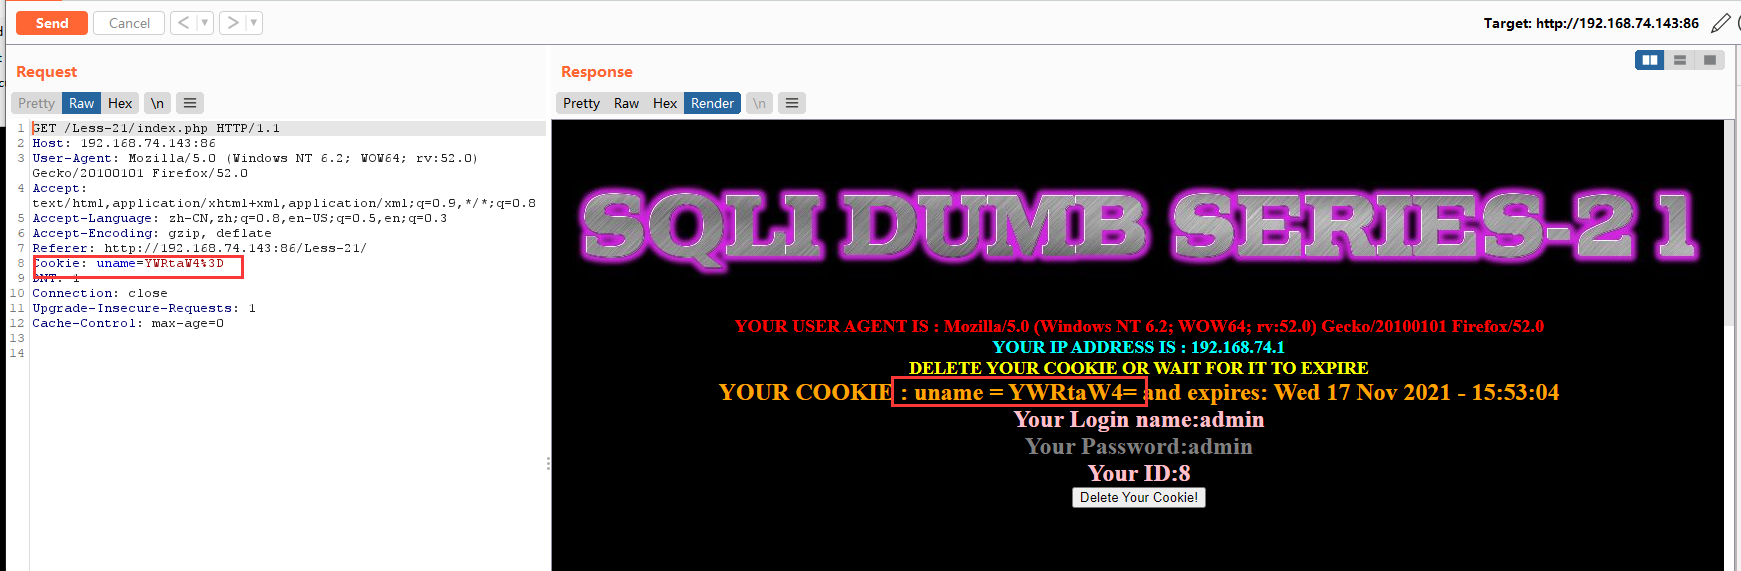 Send
Cancel
<
>
Target: http://192.168.74.143:86
Request
Pretty
Raw
Hex
\n
1 GET /Less-21/index.php HTTP/1.1
2 Host: 192.168.74.143:86
3 User-Agent: Mozilla/5.0 (Windows NT 6.2; WOW64; rv:52.0)
Gecko/20100101 Firefox/52.0
4 Accept:
text/html,application/xhtml+xml,application/xml;q=0.9,*/*;q=0.8
5 Accept-Language: zh-CN,zh;q=0.8,en-US;q=0.5,en;q=0.3
6 Accept-Encoding: gzip, deflate
7 Referer: http://192.168.74.143:86/Less-21/
8 Cookie: uname=YWRtaW4%3D
9 DNT: 1
10 Connection: close
11 Upgrade-Insecure-Requests: 1
12 Cache-Control: max-age=0
13
14
Response
Pretty
Raw
Hex
Render
\n
SQLI DUMB SERIES-21
YOUR USER AGENT IS : Mozilla/5.0 (Windows NT 6.2; WOW64; rv:52.0) Gecko/20100101 Firefox/52.0
YOUR IP ADDRESS IS : 192.168.74.1
DELETE YOUR COOKIE OR WAIT FOR IT TO EXPIRE
YOUR COOKIE : uname = YWRtaW4= and expires: Wed 17 Nov 2021 - 15:53:04
Your Login name:admin
Your Password:admin
Your ID:8
Delete Your Cookie!